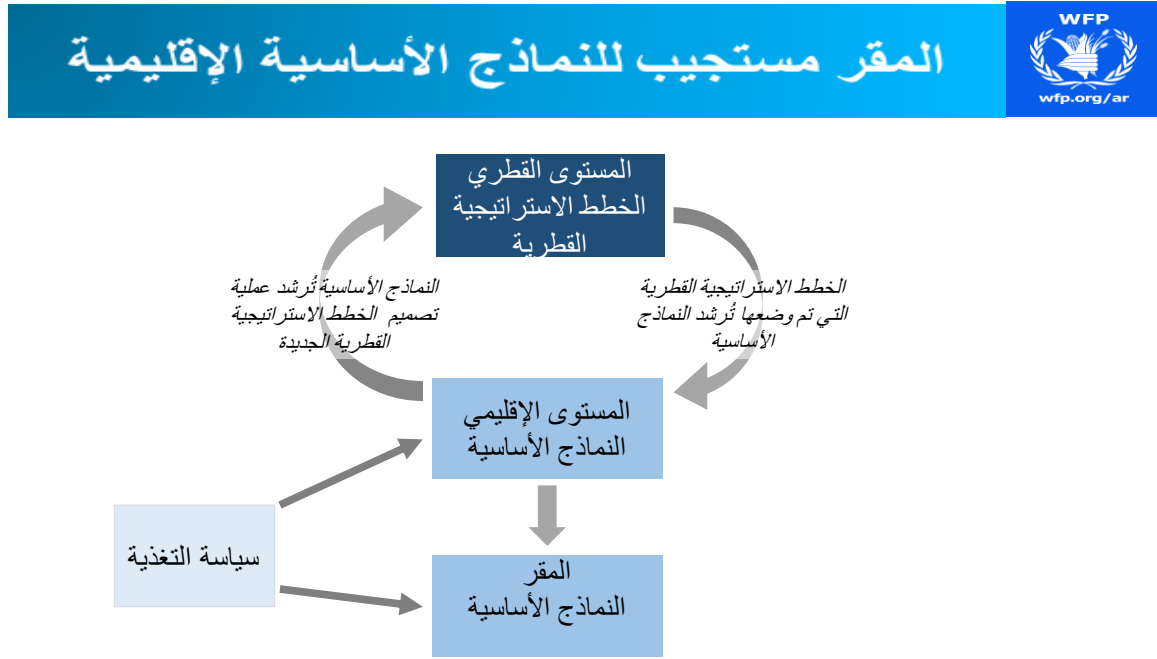 المقر مستجيب للنماذج الأساسية الإقليمية
WFP
wfp.org/ar
المستوى القطري
الخطط الاستراتيجية
القطرية
الخطط الاستراتيجية القطرية
التي تم وضعها تُرشد النماذج
الأساسية
النماذج الأساسية تُرشد عملية
تصميم الخطط الاستراتيجية
القطرية الجديدة
المستوى الإقليمي
النماذج الأساسية
سياسة التغذية
المقر
النماذج الأساسية